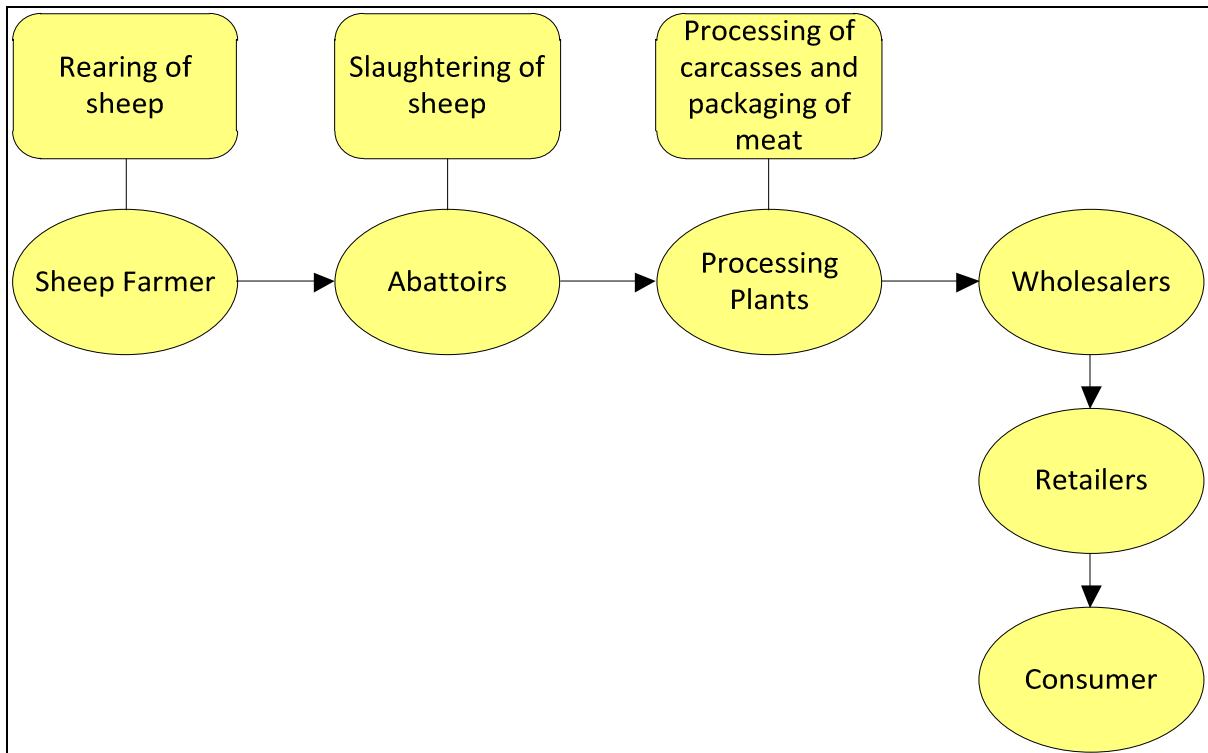 Rearing of
sheep
Slaughtering of
sheep
Processing of
carcasses and
packaging of
meat
Sheep Farmer
Abattoirs
Processing
Plants
Wholesalers
Retailers
Consumer